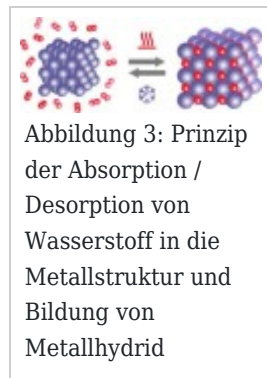 Abbildung 3: Prinzip
der Absorption /
Desorption von
Wasserstoff in die
Metallstruktur und
Bildung von
Metallhydrid